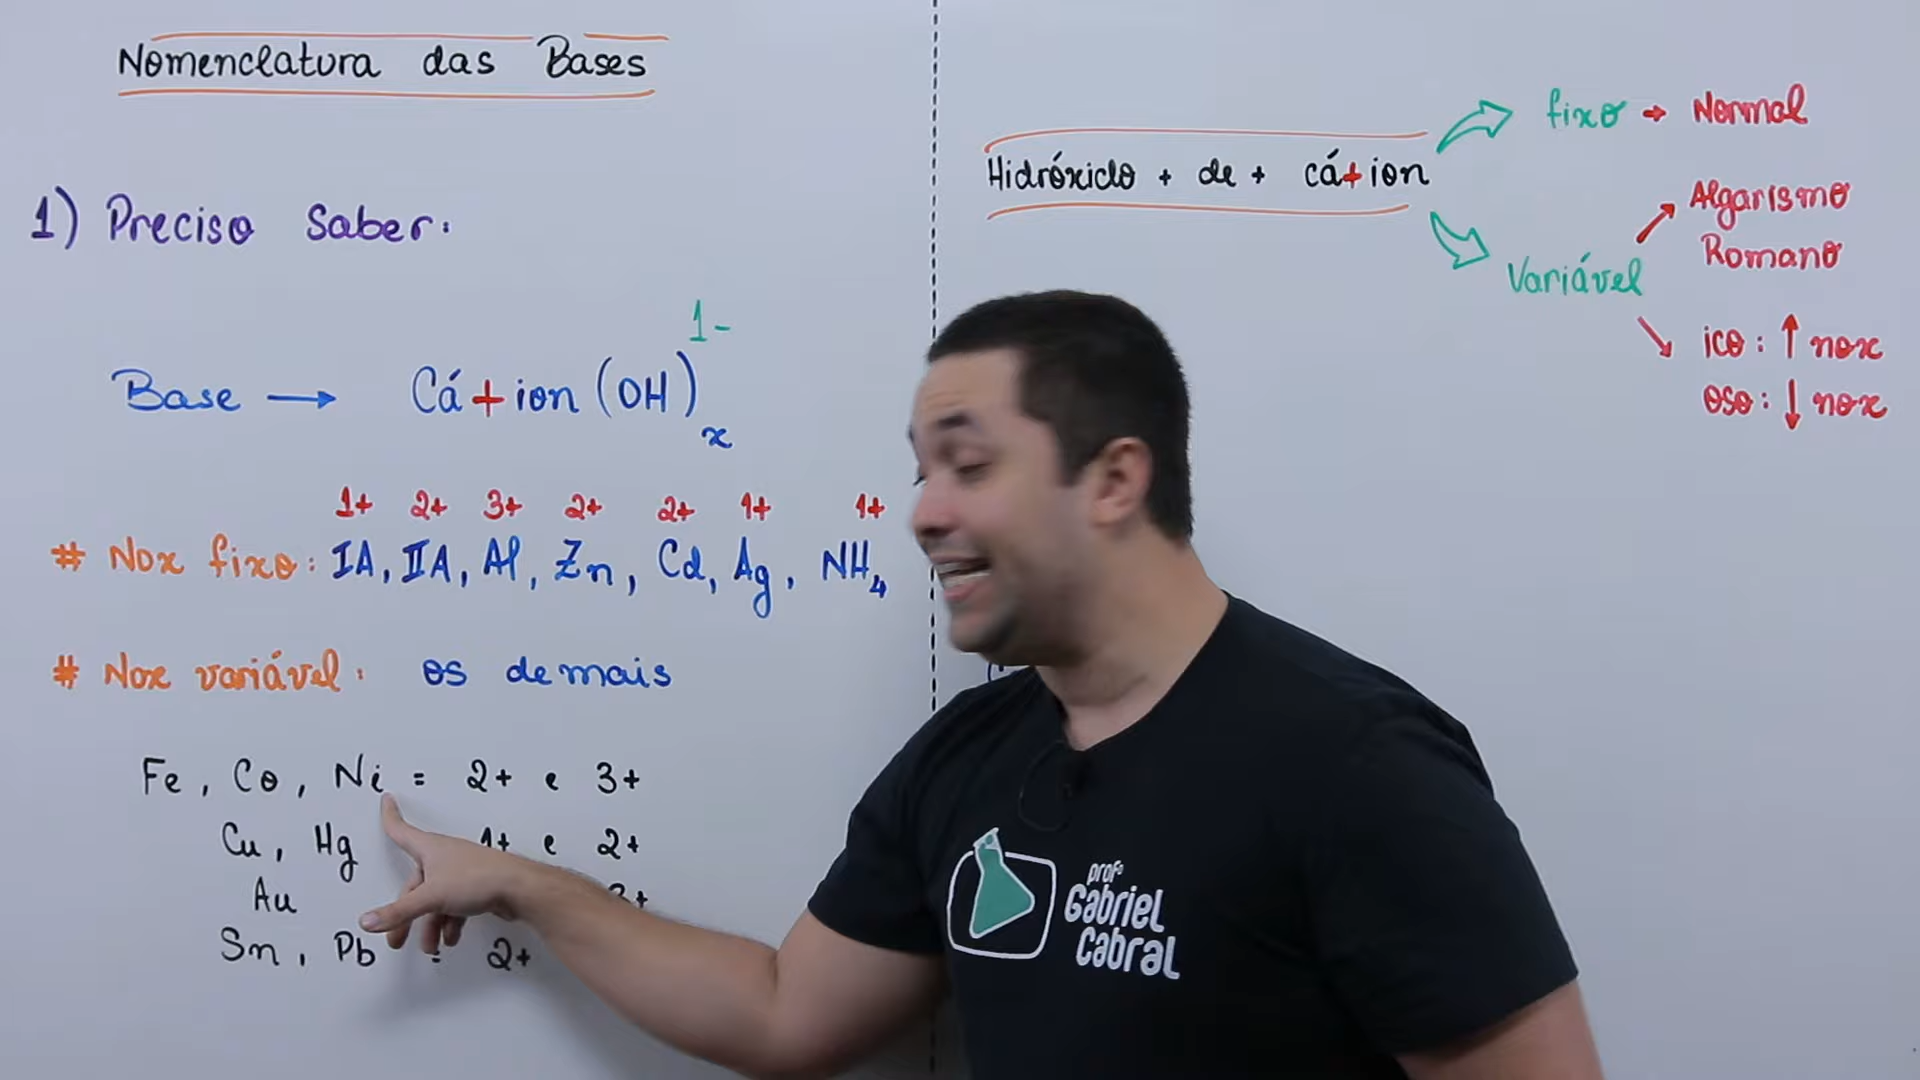 Nomenclatura das Bases
1) Preciso Saber:
1-
Base → Cátion (OH)
x
1+ 2+ 3+ 2+ 2+ 1+ 1+
# Nox fixo: IA, IIA, Al, Zn, Cd, Ag, NH4
# Nox variável: os demais
Fe, Co, Ni = 2+ e 3+
Cu, Hg 1+ e 2+
Au 3+
Sn, Pb = 2+
Hidróxido + de + cátion
fixo → Normal
Variável
Algarismo
Romano
ico: ↑ nox
oso: ↓ nox
profº
Gabriel
Cabral